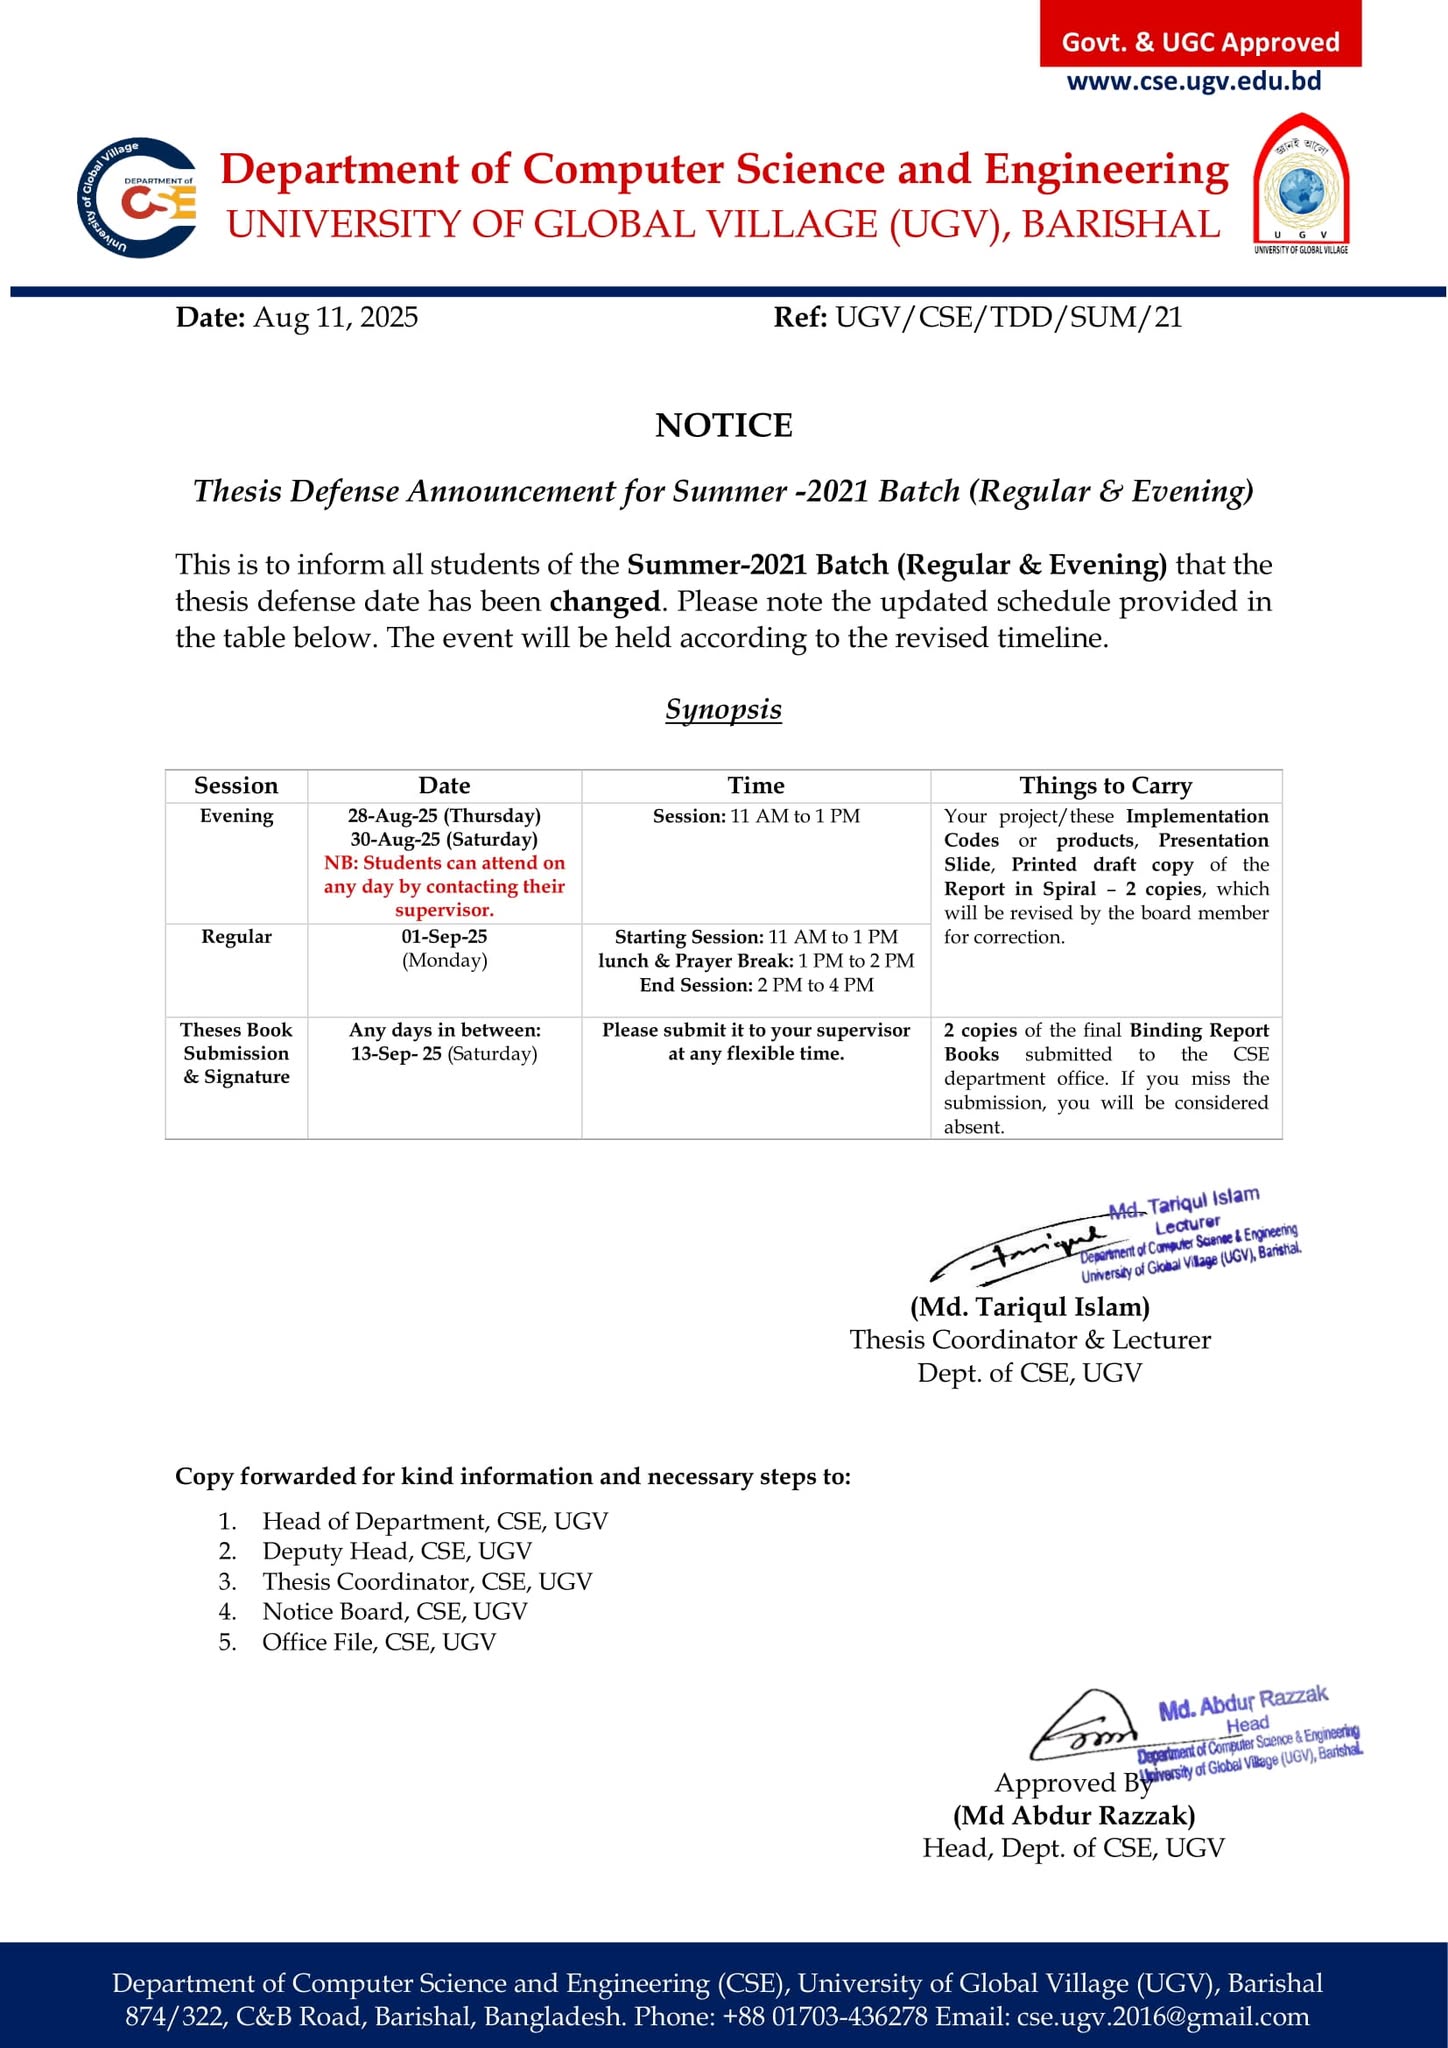 Govt. & UGC Approved
www.cse.ugv.edu.bd
University of Global Village
DEPARTMENT of
CSE
Department of Computer Science and Engineering
UNIVERSITY OF GLOBAL VILLAGE (UGV), BARISHAL
জ্ঞানই আলো
U G V
UNIVERSITY OF GLOBAL VILLAGE
Date: Aug 11, 2025
Ref: UGV/CSE/TDD/SUM/21
NOTICE
Thesis Defense Announcement for Summer -2021 Batch (Regular & Evening)
This is to inform all students of the Summer-2021 Batch (Regular & Evening) that the
thesis defense date has been changed. Please note the updated schedule provided in
the table below. The event will be held according to the revised timeline.
Synopsis
Session Date Time Things to Carry
Evening
28-Aug-25 (Thursday)
30-Aug-25 (Saturday)
NB: Students can attend on
any day by contacting their
supervisor.
Session: 11 AM to 1 PM
Your project/these Implementation
Codes or products, Presentation
Slide, Printed draft copy of the
Report in Spiral – 2 copies, which
will be revised by the board member
for correction.
Regular
01-Sep-25
(Monday)
Starting Session: 11 AM to 1 PM
lunch & Prayer Break: 1 PM to 2 PM
End Session: 2 PM to 4 PM
Theses Book
Submission
& Signature
Any days in between:
13-Sep- 25 (Saturday)
Please submit it to your supervisor
at any flexible time.
2 copies of the final Binding Report
Books submitted to the CSE
department office. If you miss the
submission, you will be considered
absent.
Tariqul
Md. Tariqul Islam
Lecturer
Department of Computer Science & Engineering
University of Global Village (UGV), Barishal.
(Md. Tariqul Islam)
Thesis Coordinator & Lecturer
Dept. of CSE, UGV
Copy forwarded for kind information and necessary steps to:
1. Head of Department, CSE, UGV
2. Deputy Head, CSE, UGV
3. Thesis Coordinator, CSE, UGV
4. Notice Board, CSE, UGV
5. Office File, CSE, UGV
Md. Abdur Razzak
Head
Department of Computer Science & Engineering
University of Global Village (UGV), Barishal.
Approved By
(Md Abdur Razzak)
Head, Dept. of CSE, UGV
Department of Computer Science and Engineering (CSE), University of Global Village (UGV), Barishal
874/322, C&B Road, Barishal, Bangladesh. Phone: +88 01703-436278 Email: cse.ugv.2016@gmail.com